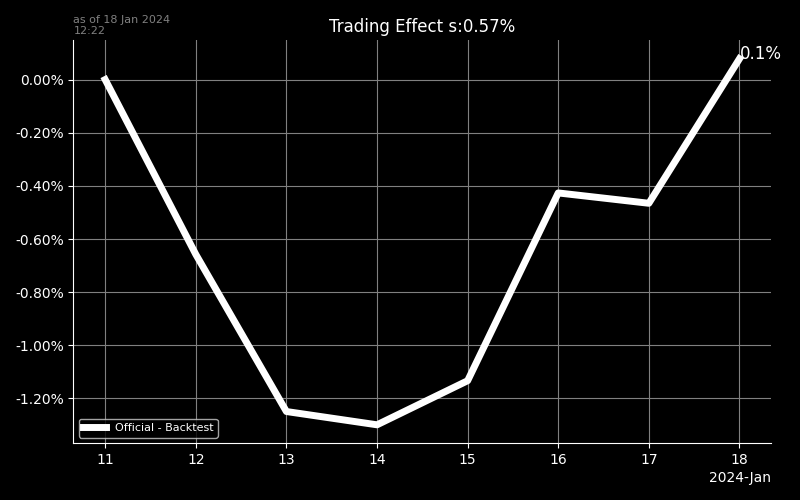 as of 18 Jan 2024
12:22
Trading Effect s:0.57%
0.1%
0.00%
-0.20%
-0.40%
-0.60%
-0.80%
-1.00%
-1.20%
Official - Backtest
11 12 13 14 15 16 17 18
2024-Jan